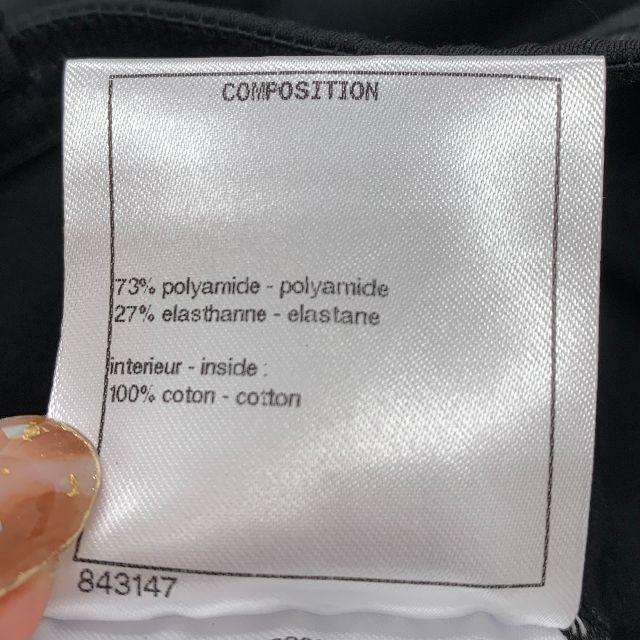 COMPOSITION
73% polyamide - polyamide
27% elasthanne - elastane
interieur - inside :
100% coton - cotton
843147